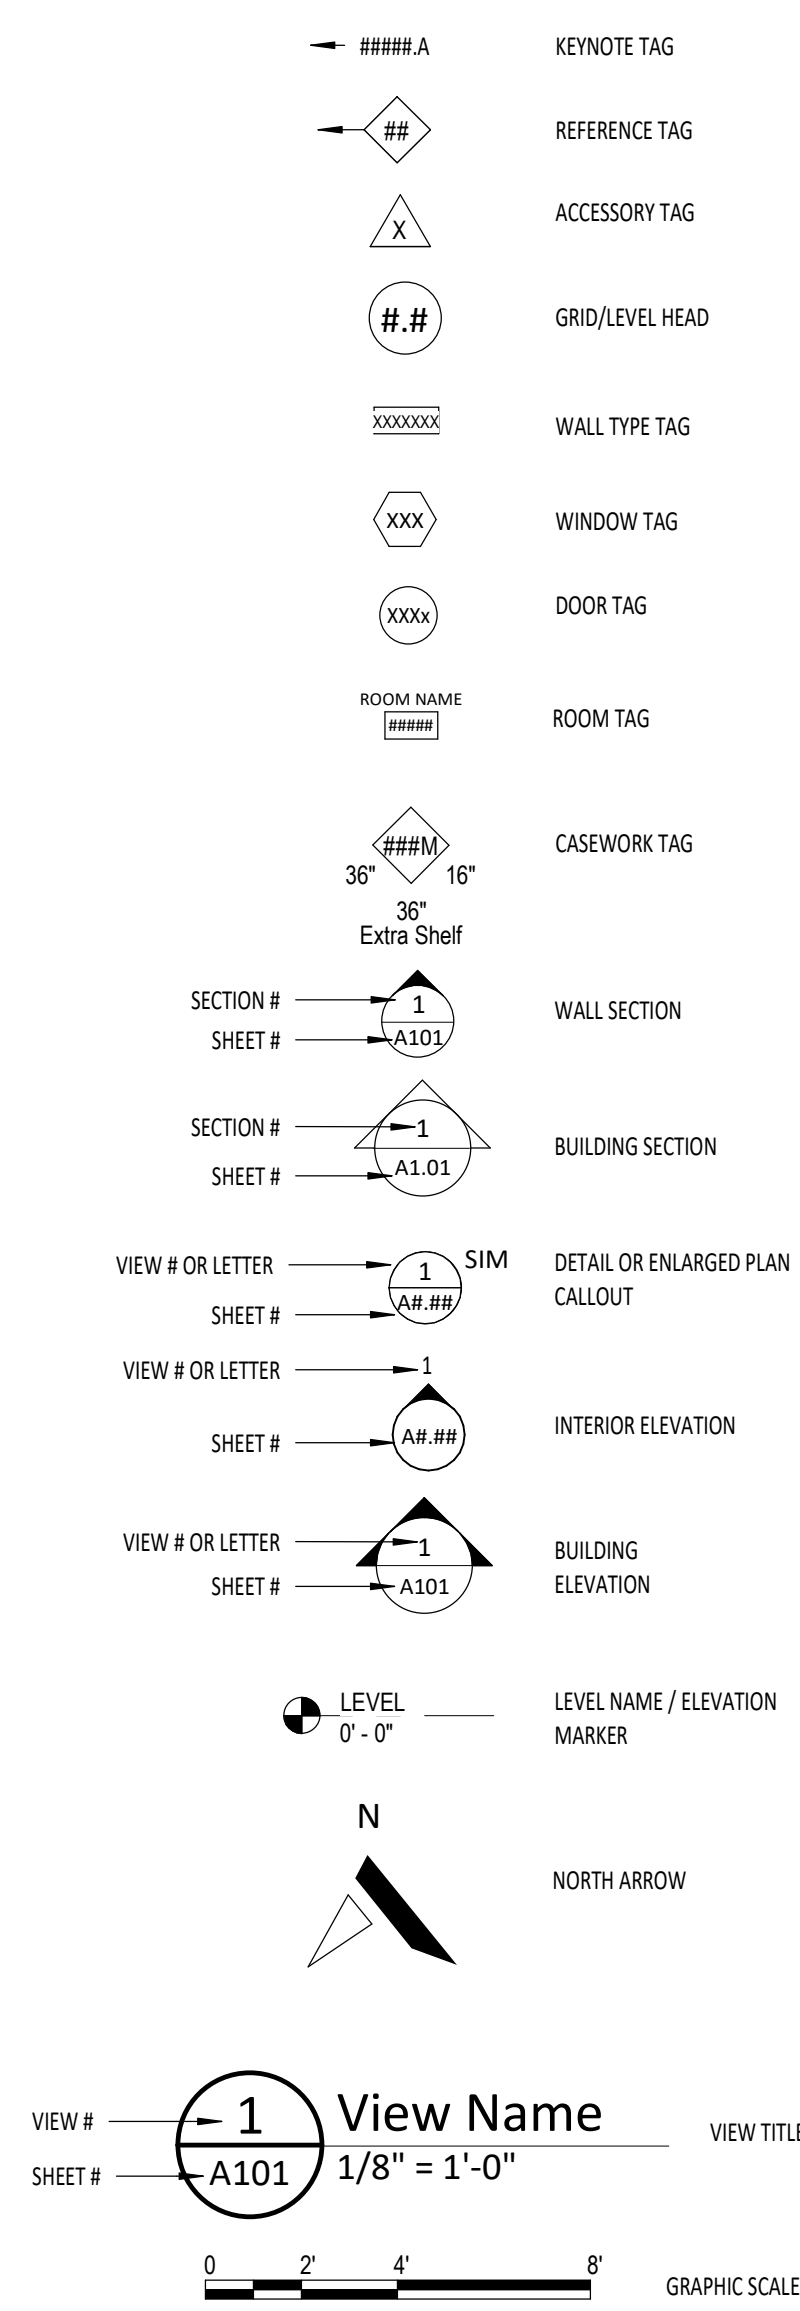 #####.A KEYNOTE TAG
## REFERENCE TAG
ACCESSORY TAG
X
#.# GRID/LEVEL HEAD
XXXXXXX WALL TYPE TAG
XXX WINDOW TAG
DOOR TAG
XXXx
ROOM NAME
##### ROOM TAG
###M CASEWORK TAG
36" 16"
36"
Extra Shelf
SECTION # 1 WALL SECTION
SHEET # A101
SECTION # 1 BUILDING SECTION
SHEET # A1.01
VIEW # OR LETTER 1 SIM DETAIL OR ENLARGED PLAN
SHEET # A#.## CALLOUT
VIEW # OR LETTER 1
SHEET # A#.## INTERIOR ELEVATION
VIEW # OR LETTER 1 BUILDING
SHEET # A101 ELEVATION
LEVEL LEVEL NAME / ELEVATION
0' - 0" MARKER
N
NORTH ARROW
VIEW # 1 View Name VIEW TITLE
SHEET # A101 1/8" = 1'-0"
0 2' 4' 8'
GRAPHIC SCALE